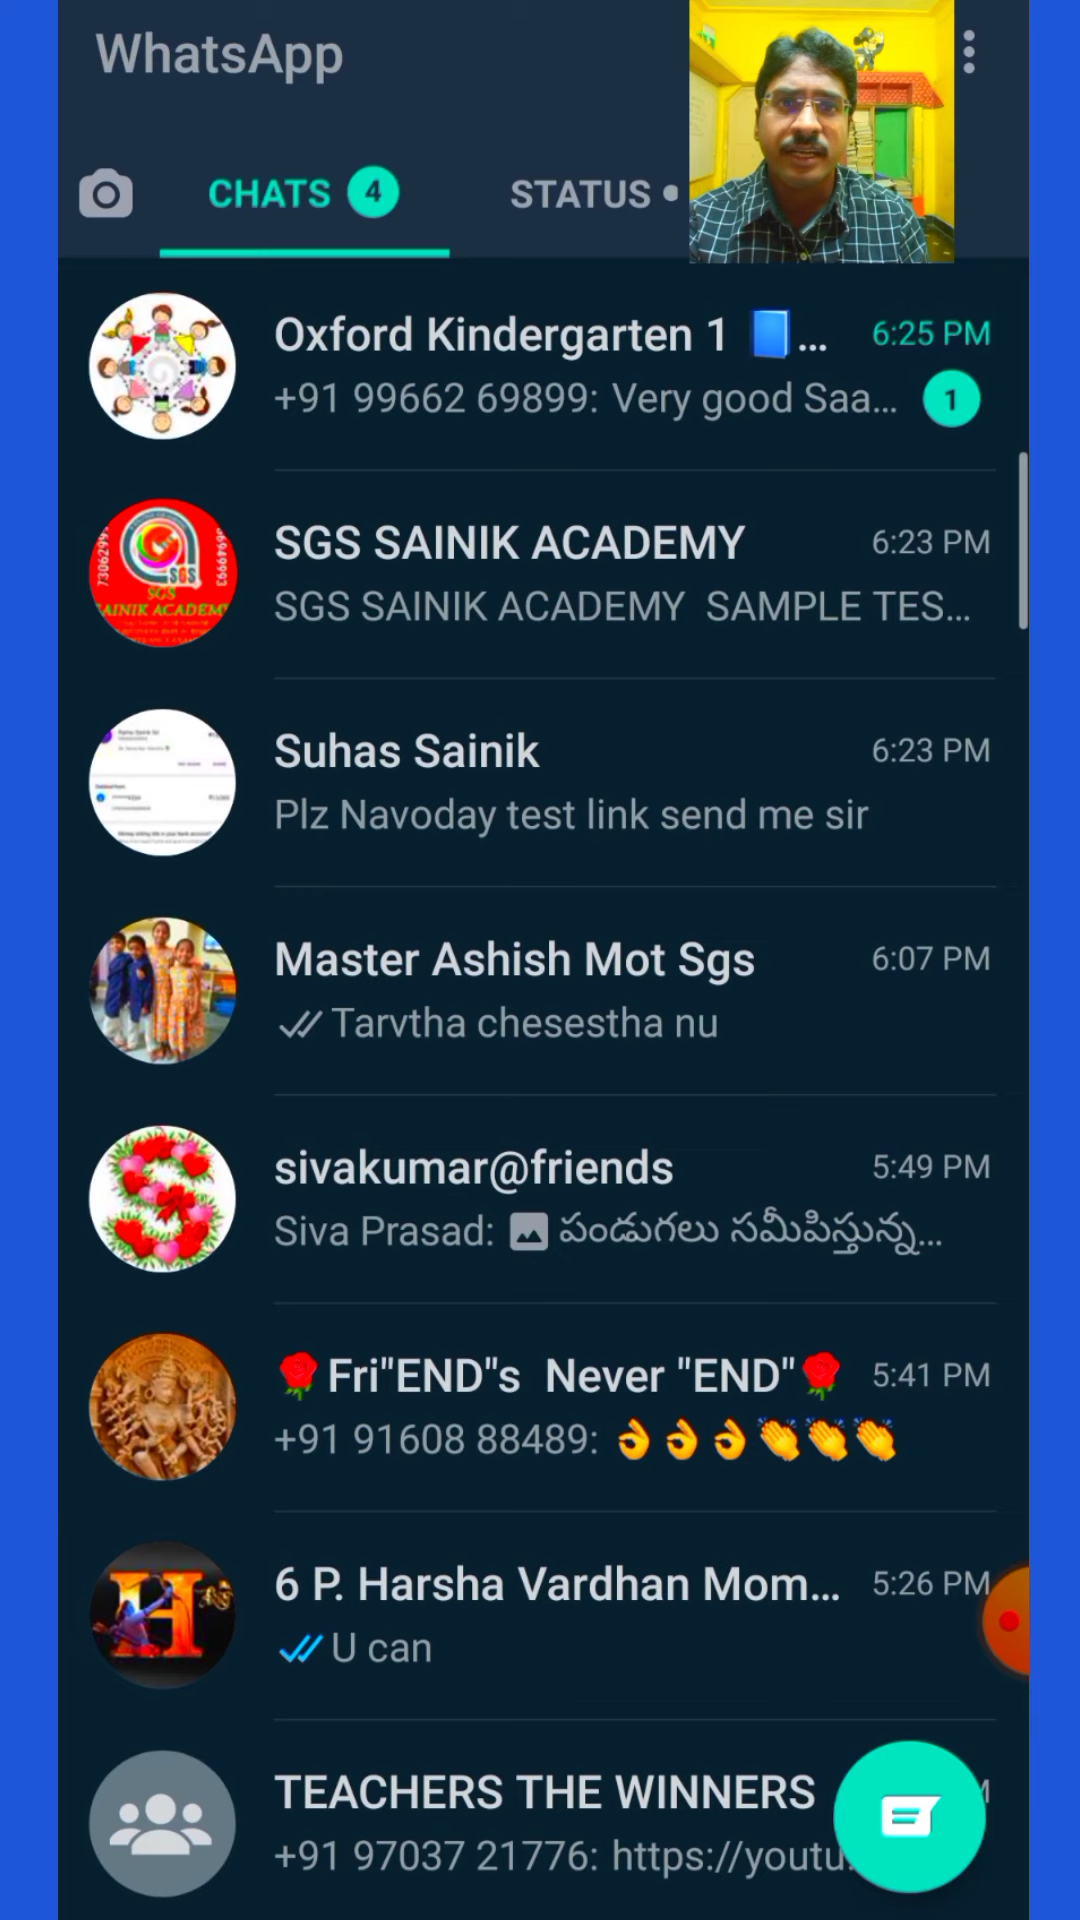 WhatsApp
CHATS 4 STATUS
Oxford Kindergarten 1 📘... 6:25 PM
+91 99662 69899: Very good Saa... 1
SGS SAINIK ACADEMY 6:23 PM
SGS SAINIK ACADEMY SAMPLE TES...
SGS
SGS
SAINIK ACADEMY
Suhas Sainik 6:23 PM
Plz Navoday test link send me sir
Master Ashish Mot Sgs 6:07 PM
Tarvtha chesestha nu
sivakumar@friends 5:49 PM
Siva Prasad: పండుగలు సమీపిస్తున్న...
🌹Fri"END"s Never "END"🌹 5:41 PM
+91 91608 88489: 👌👌👌👏👏👏
H
6 P. Harsha Vardhan Mom... 5:26 PM
U can
TEACHERS THE WINNERS
+91 97037 21776: https://youtu.